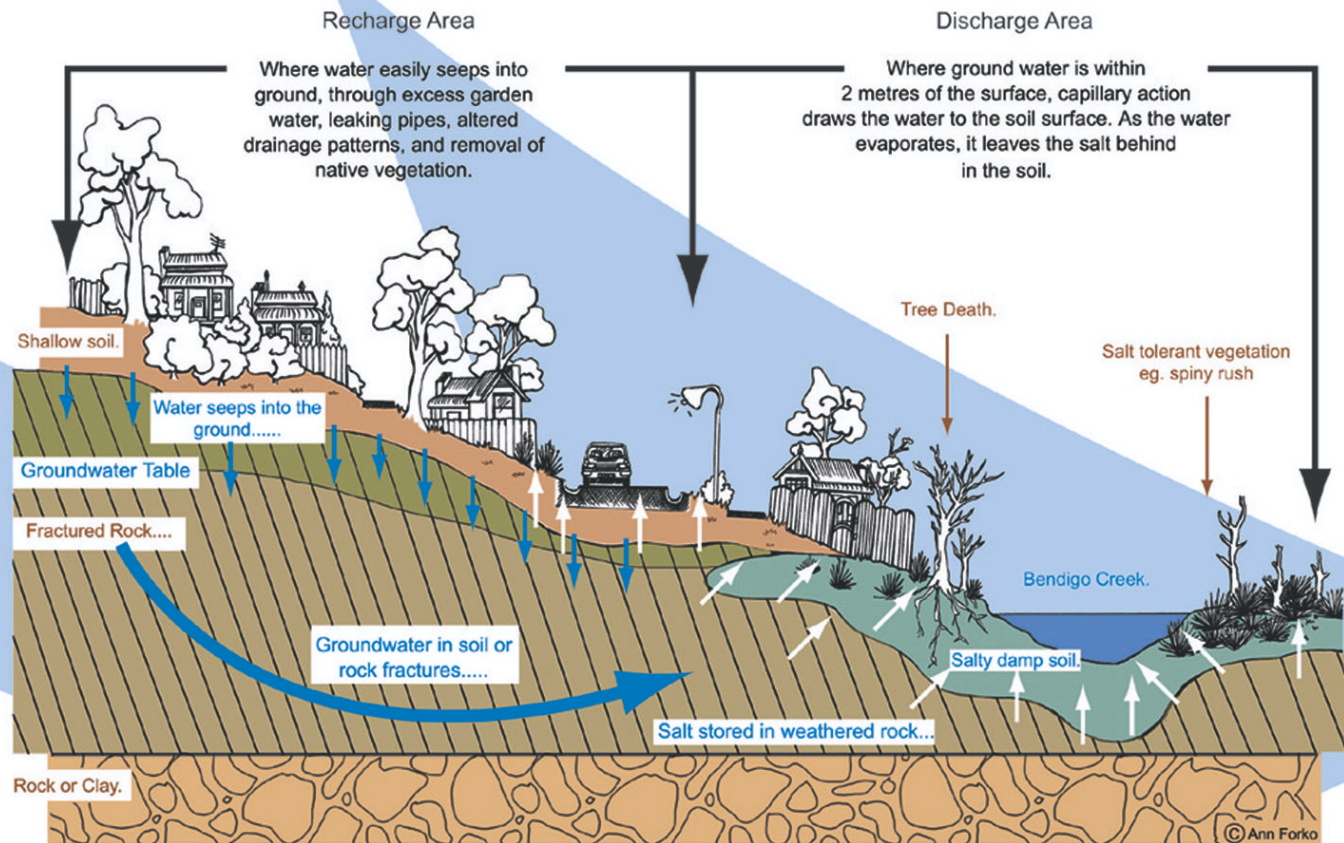 Recharge Area
Where water easily seeps into
ground, through excess garden
water, leaking pipes, altered
drainage patterns, and removal of
native vegetation.
Discharge Area
Where ground water is within
2 metres of the surface, capillary action
draws the water to the soil surface. As the water
evaporates, it leaves the salt behind
in the soil.
Tree Death.
Salt tolerant vegetation
eg. spiny rush
Shallow soil.
Water seeps into the
ground......
Groundwater Table
Fractured Rock....
Bendigo Creek.
Groundwater in soil or
rock fractures.....
Salty damp soil.
Salt stored in weathered rock...
Rock or Clay.
© Ann Forko